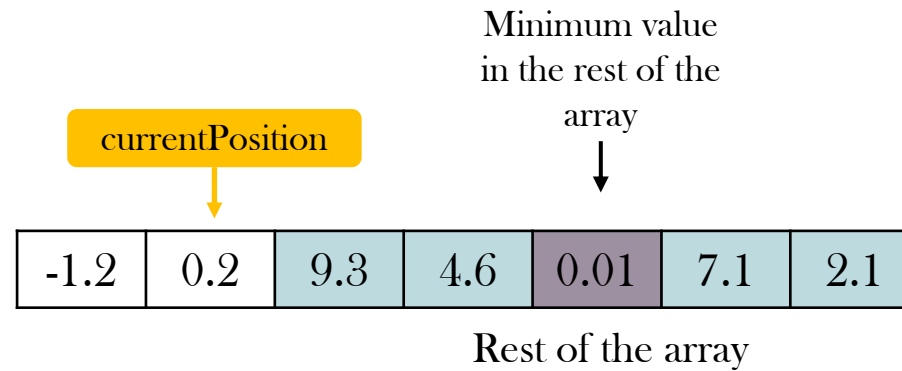 Minimum value
in the rest of the
array
currentPosition
-1.2 0.2 9.3 4.6 0.01 7.1 2.1
Rest of the array